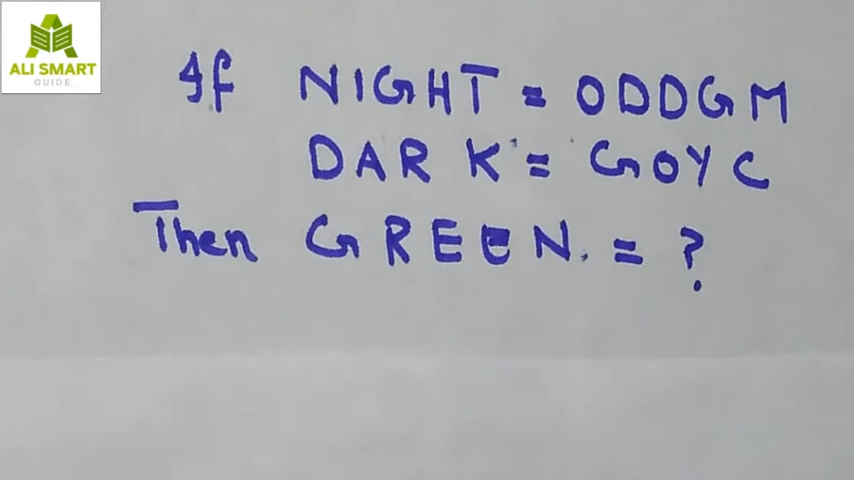 ALI SMART
GUIDE
If NIGHT = ODDGM
DARK = GOYC
Then GREEN. = ?